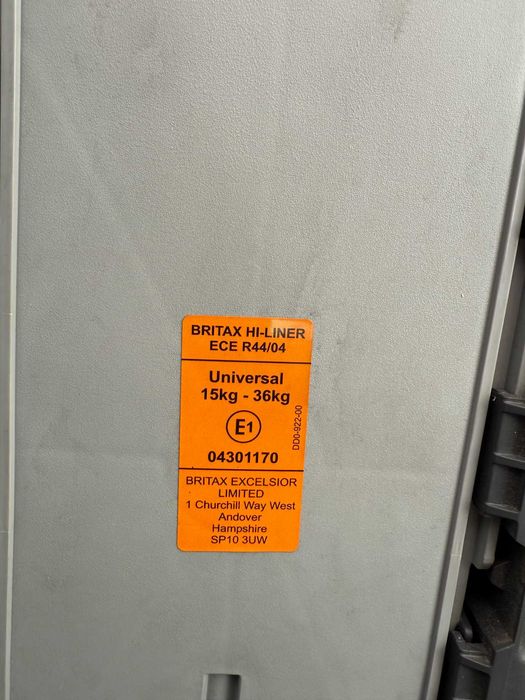 BRITAX HI-LINER
ECE R44/04
Universal
15kg - 36kg
E1
DD0-922-00
04301170
BRITAX EXCELSIOR
LIMITED
1 Churchill Way West
Andover
Hampshire
SP10 3UW